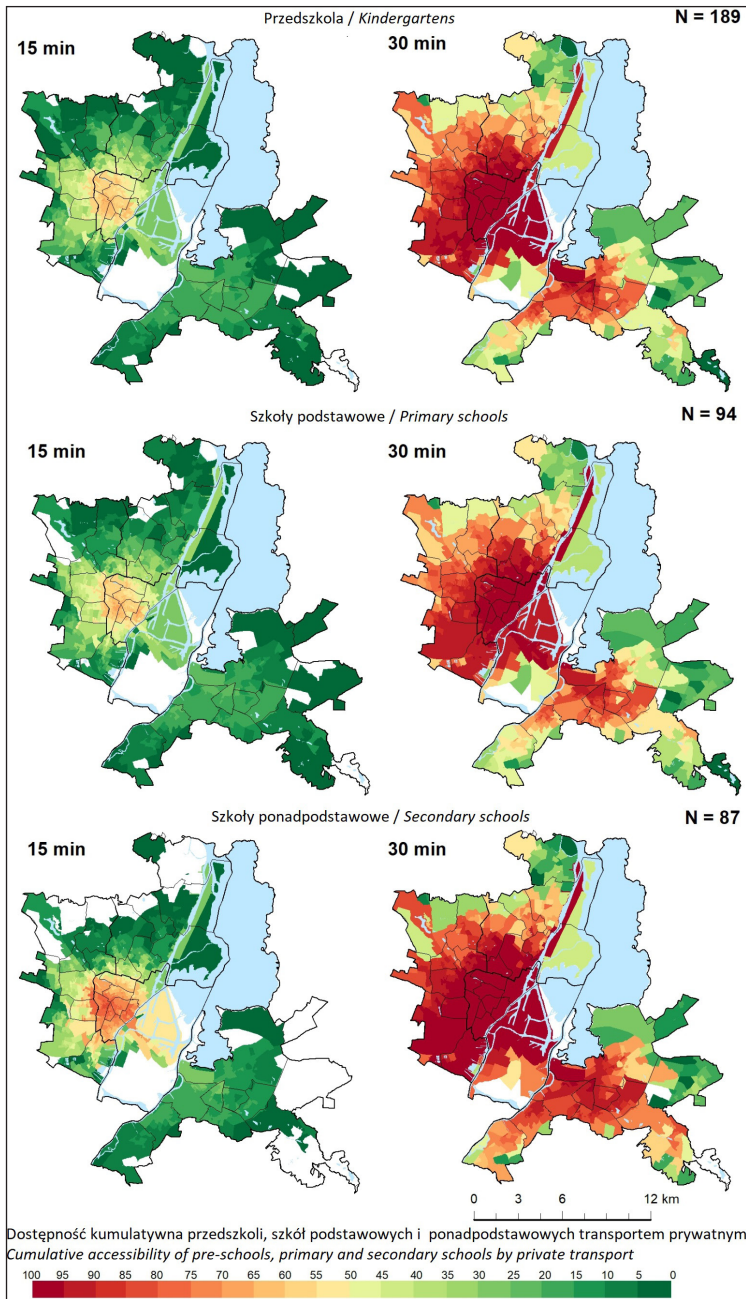 Przedszkola / Kindergartens
N = 189
15 min
30 min
Szkoły podstawowe / Primary schools
N = 94
15 min
30 min
Szkoły ponadpodstawowe / Secondary schools
N = 87
15 min
30 min
0 3 6 12 km
Dostępność kumulatywna przedszkoli, szkół podstawowych i ponadpodstawowych transportem prywatnym
Cumulative accessibility of pre-schools, primary and secondary schools by private transport
100 95 90 85 80 75 70 65 60 55 50 45 40 35 30 25 20 15 10 5 0